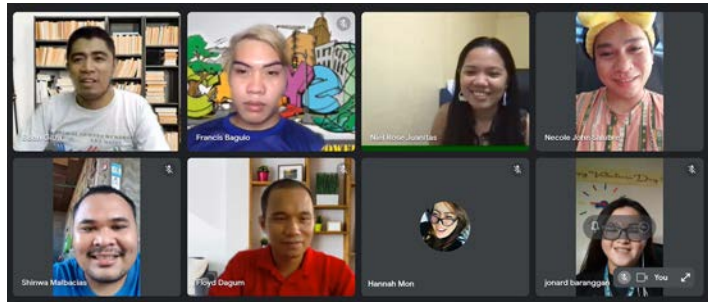 Francis Baguio
Niel Rose Juanitas
Necole John
Shinwa Malbacias
Floyd Dagum
Hannah Mon
jonard baranggan
You